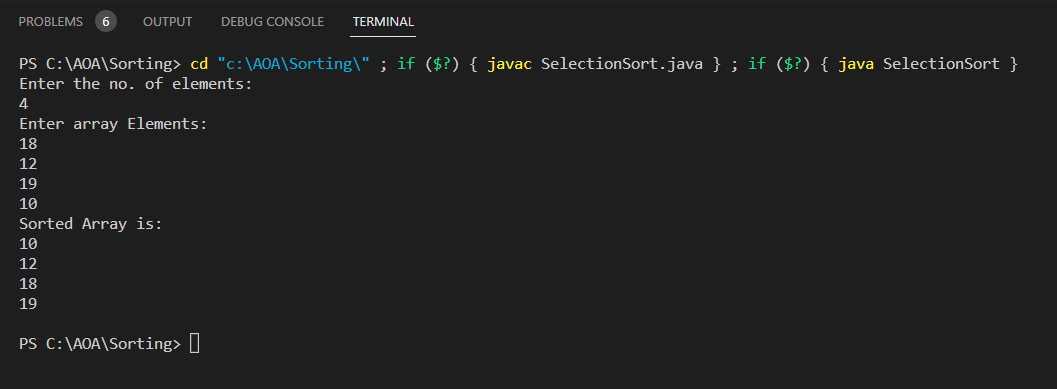 PROBLEMS 6 OUTPUT DEBUG CONSOLE TERMINAL
PS C:\AOA\Sorting> cd "c:\AOA\Sorting\" ; if ($?) { javac SelectionSort.java } ; if ($?) { java SelectionSort }
Enter the no. of elements:
4
Enter array Elements:
18
12
19
10
Sorted Array is:
10
12
18
19
PS C:\AOA\Sorting>